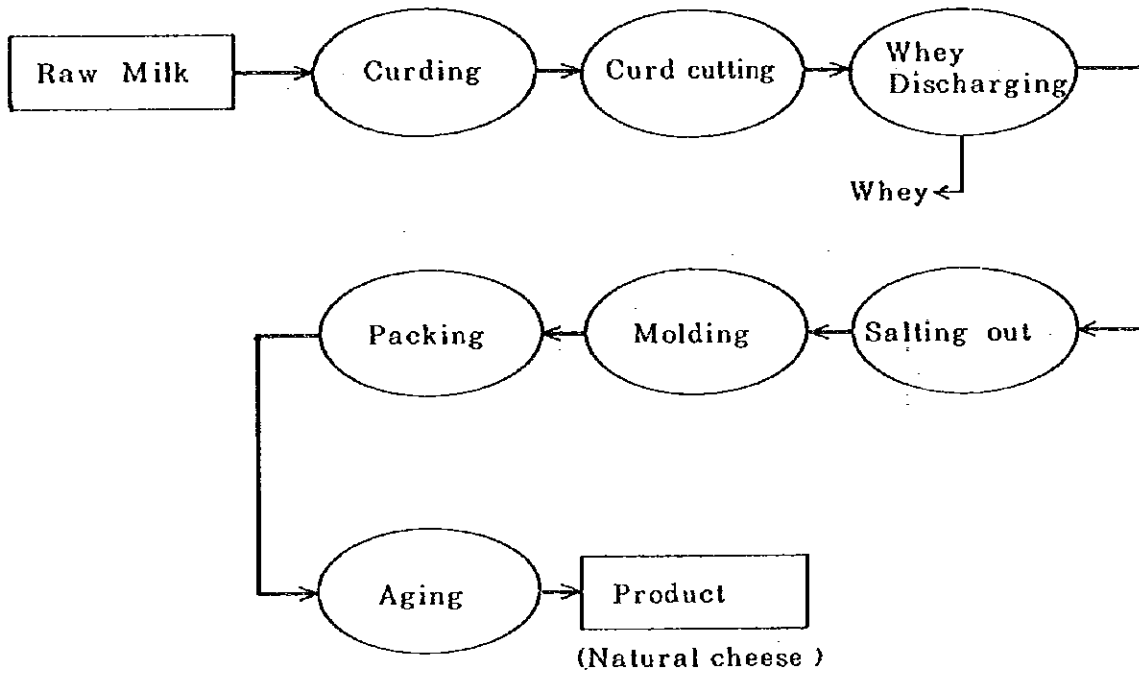 Raw Milk
Curding
Curd cutting
Whey
Discharging
Whey
Salting out
Molding
Packing
Aging
Product
(Natural cheese)